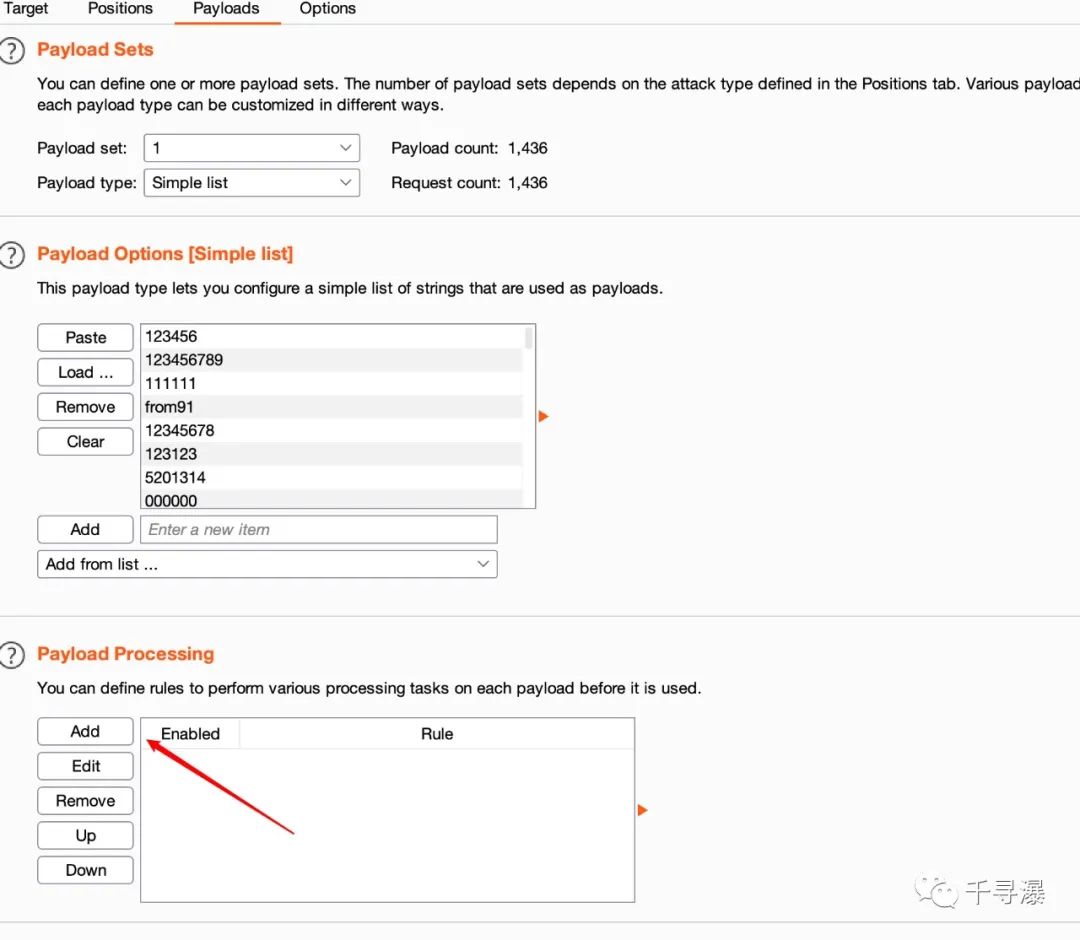 Target Positions Payloads Options
? Payload Sets
You can define one or more payload sets. The number of payload sets depends on the attack type defined in the Positions tab. Various payload
each payload type can be customized in different ways.
Payload set: 1 Payload count: 1,436
Payload type: Simple list Request count: 1,436
? Payload Options [Simple list]
This payload type lets you configure a simple list of strings that are used as payloads.
Paste
Load ...
Remove
Clear
123456
123456789
111111
from91
12345678
123123
5201314
000000
Add Enter a new item
Add from list ...
? Payload Processing
You can define rules to perform various processing tasks on each payload before it is used.
Add
Edit
Remove
Up
Down
Enabled Rule
千寻瀑